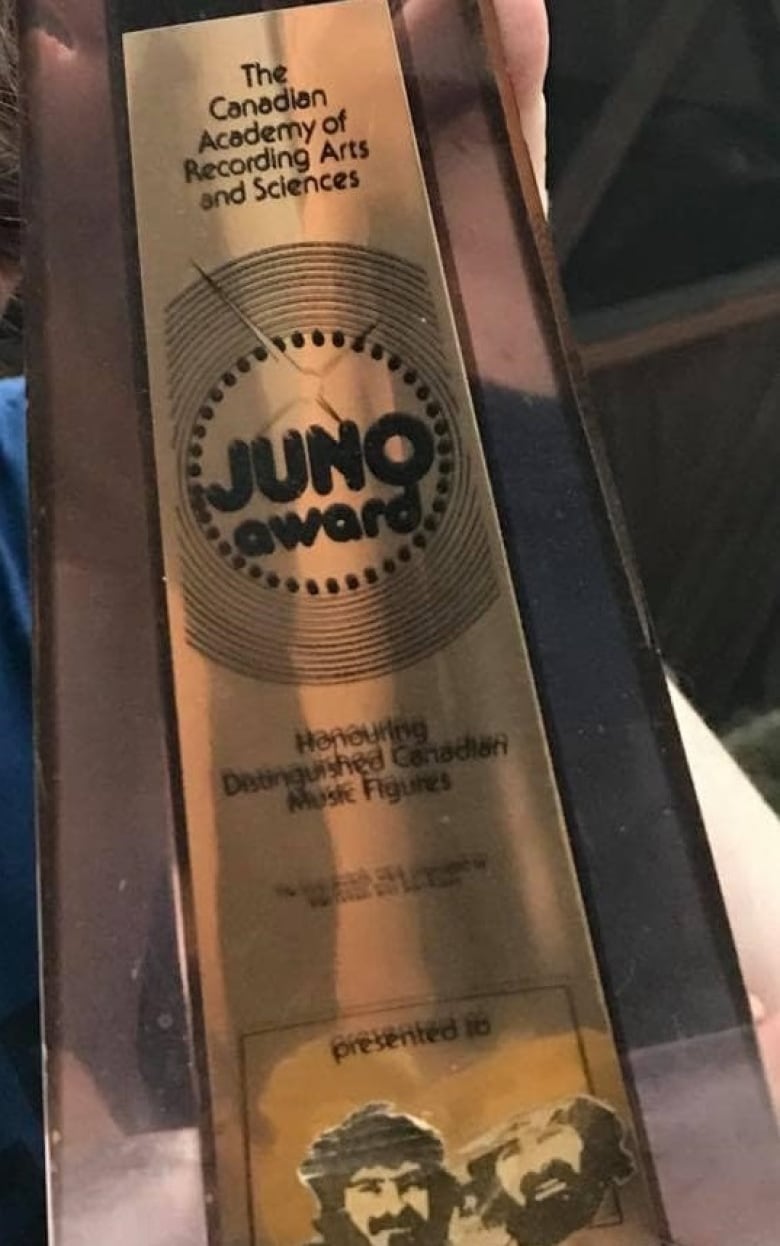 The
Canadian
Academy of
Recording Arts
and Sciences
JUNO
award
Honouring
Distinguished Canadian
Music Figures
presented to